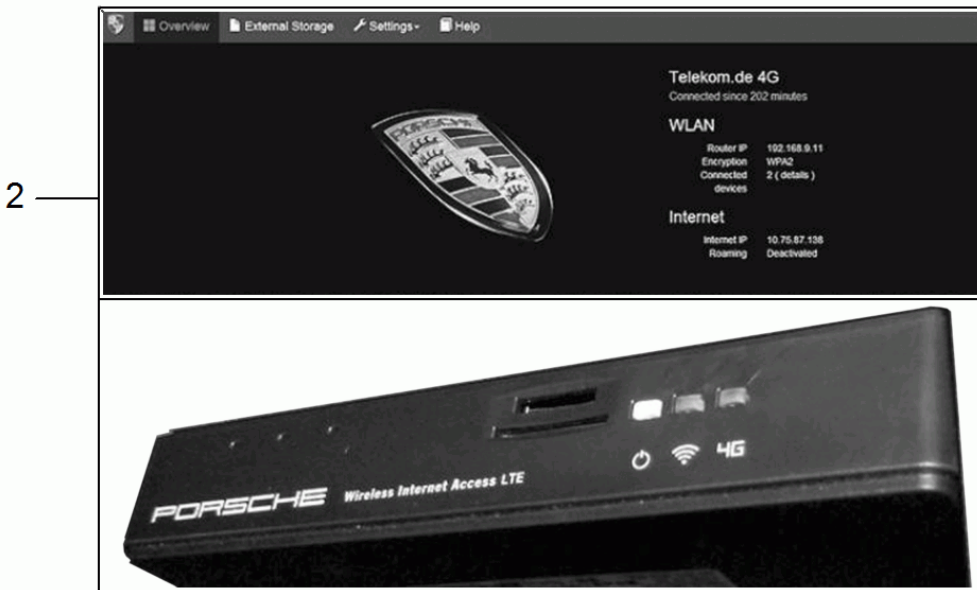 2
Overview External Storage Settings Help
PORSCHE
Telekom.de 4G
Connected since 202 minutes
WLAN
Router IP 192.168.9.11
Encryption WPA2
Connected devices 2 ( details )
Internet
Internet IP 10.75.87.138
Roaming Deactivated
4G
PORSCHE Wireless Internet Access LTE